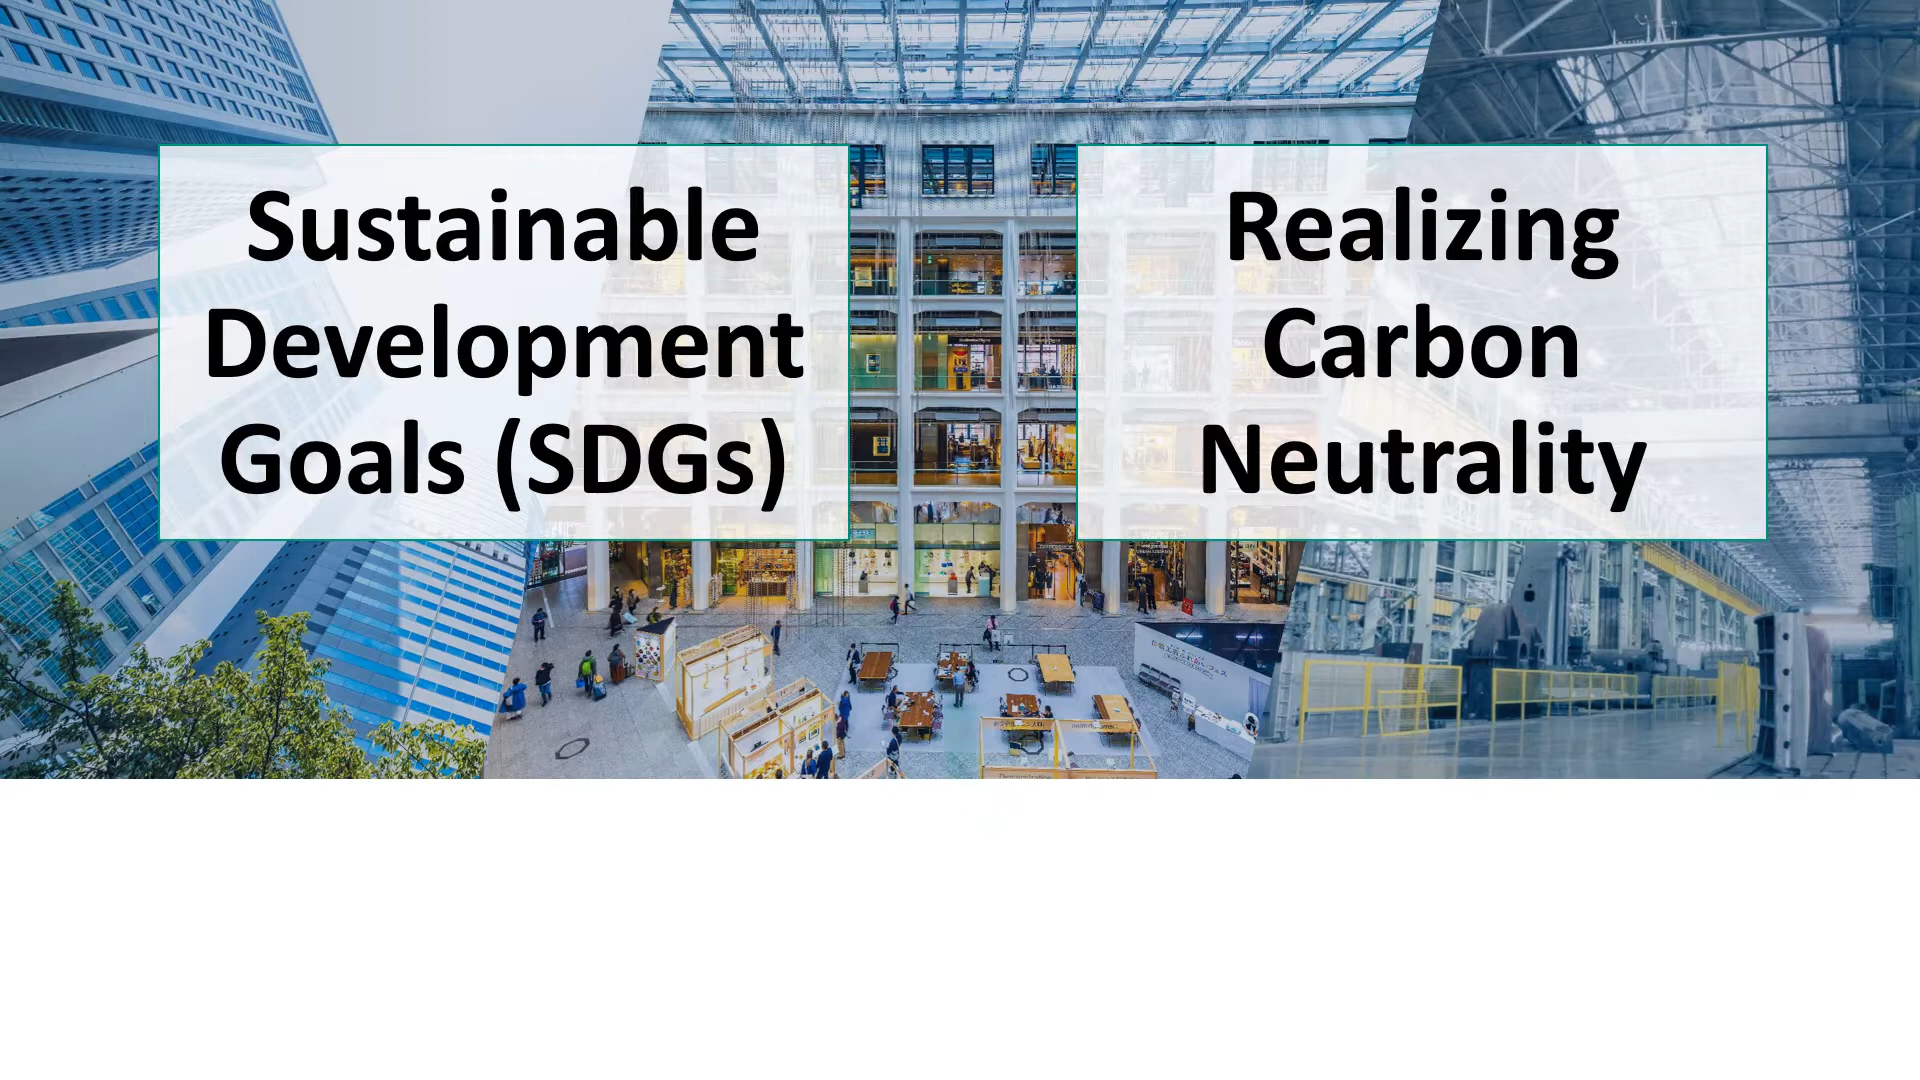 Sustainable
Development
Goals (SDGs)
Realizing
Carbon
Neutrality